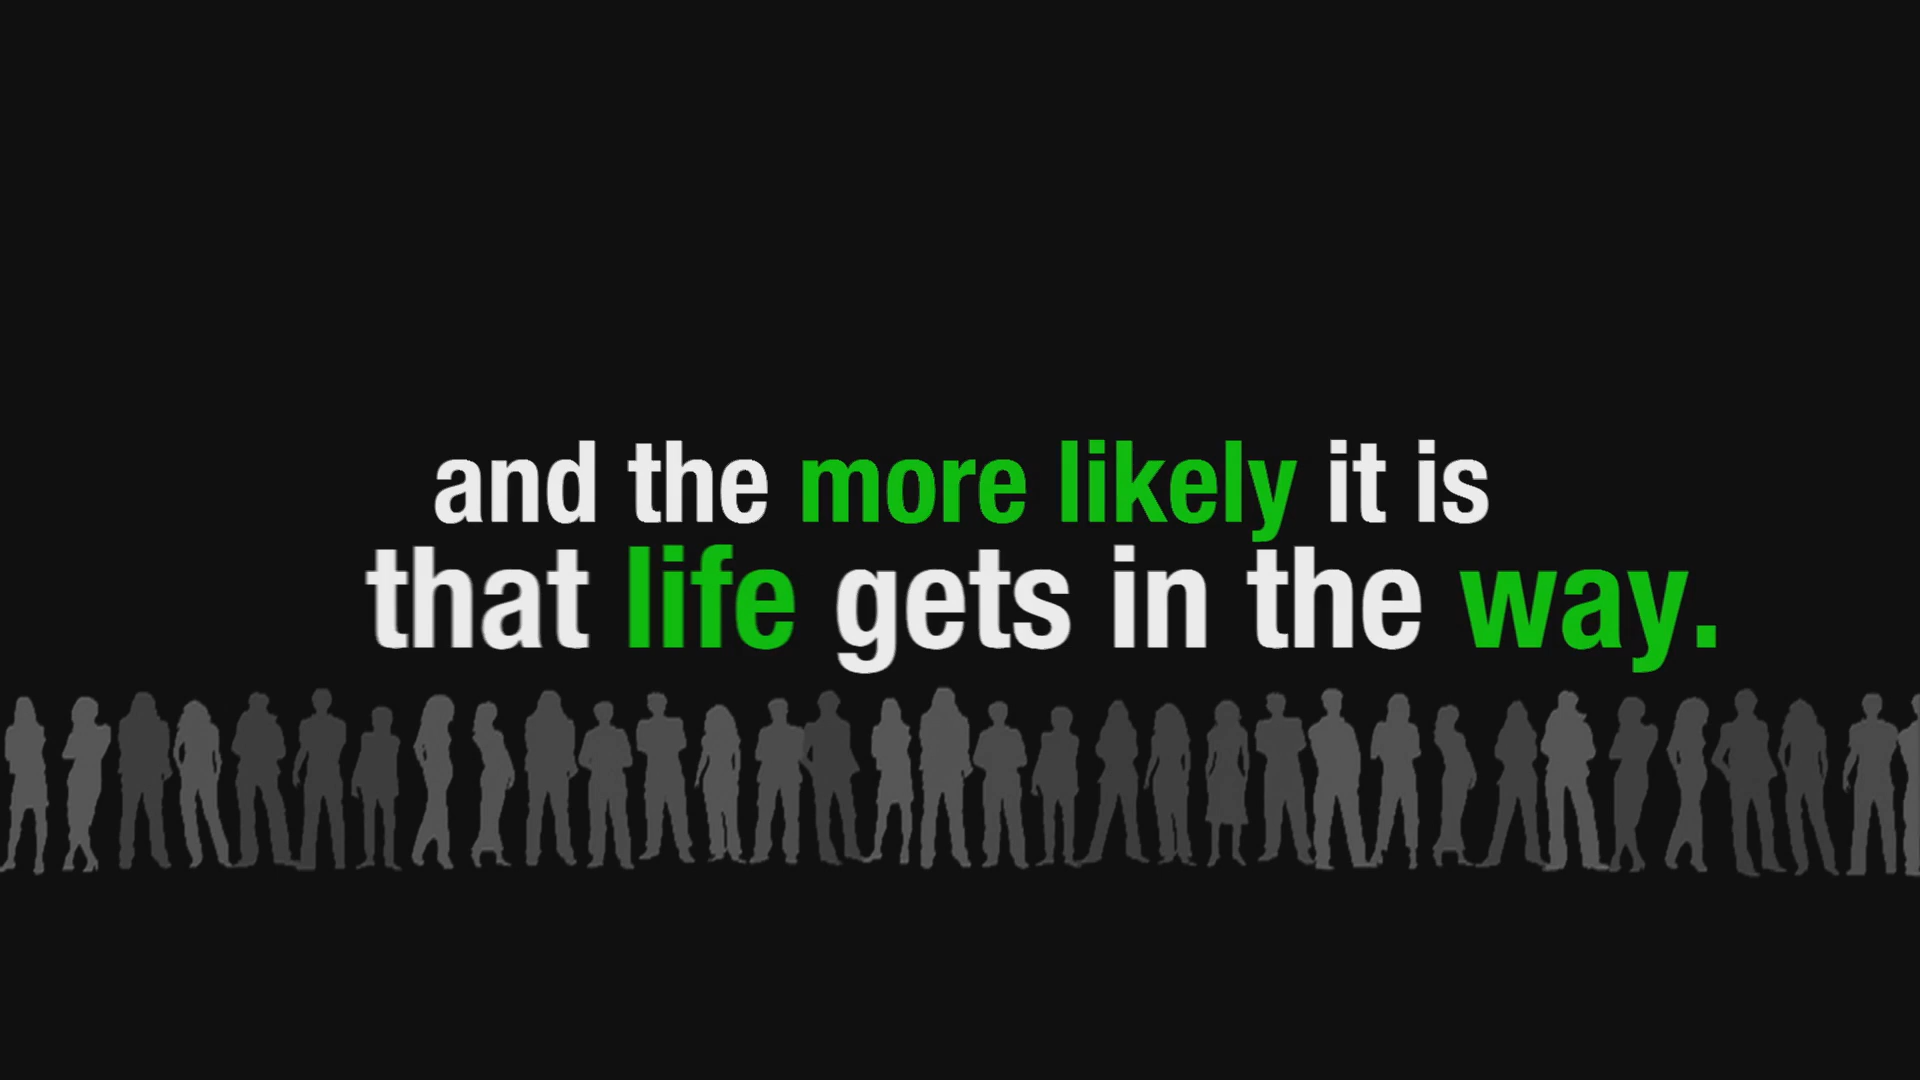 and the more likely it is
that life gets in the way.